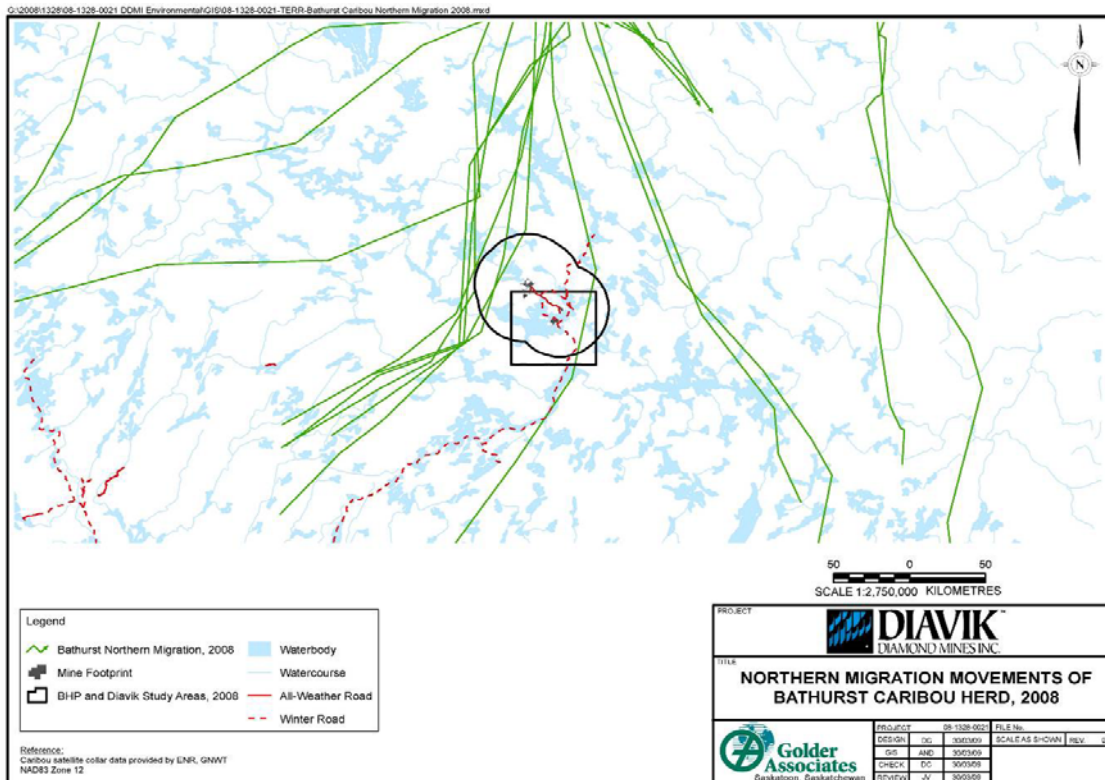 G:\2008\1328\08-1328-0021 DDMI Environmental\GIS\08-1328-0021-TERR-Bathurst Caribou Northern Migration 2008.mxd
N
50 0 50
SCALE 1:2,750,000 KILOMETRES
Legend
Bathurst Northern Migration, 2008
Mine Footprint
BHP and Diavik Study Areas, 2008
Waterbody
Watercourse
All-Weather Road
Winter Road
Reference:
Caribou satellite collar data provided by ENR, GNWT
NAD83 Zone 12
PROJECT
DIAVIK™
DIAMOND MINES INC.
TITLE
NORTHERN MIGRATION MOVEMENTS OF
BATHURST CARIBOU HERD, 2008
Golder
Associates
Saskatoon, Saskatchewan
PROJECT 08-1328-0021 FILE No.
DESIGN DG 30/03/09 SCALE AS SHOWN REV.
GIS AND 30/03/09
CHECK DC 30/03/09
REVIEW JV 30/03/09